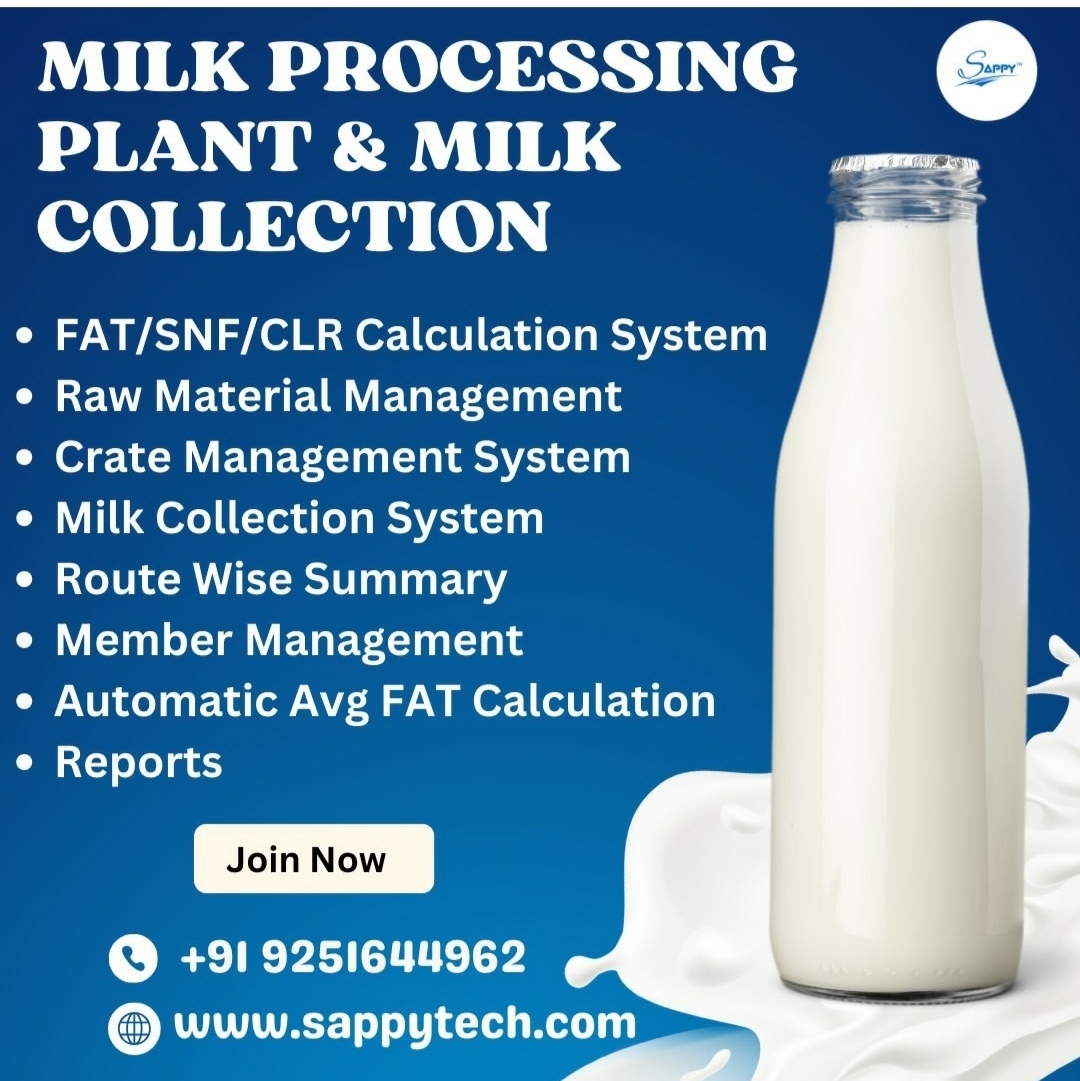 MILK PROCESSING
PLANT & MILK
COLLECTION
SAPPY™
• FAT/SNF/CLR Calculation System
• Raw Material Management
• Crate Management System
• Milk Collection System
• Route Wise Summary
• Member Management
• Automatic Avg FAT Calculation
• Reports
Join Now
+91 9251644962
www.sappytech.com